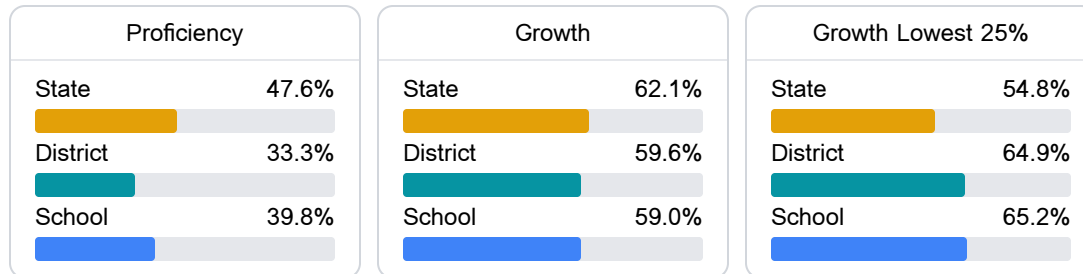 Proficiency
State 47.6%
District 33.3%
School 39.8%
Growth
State 62.1%
District 59.6%
School 59.0%
Growth Lowest 25%
State 54.8%
District 64.9%
School 65.2%